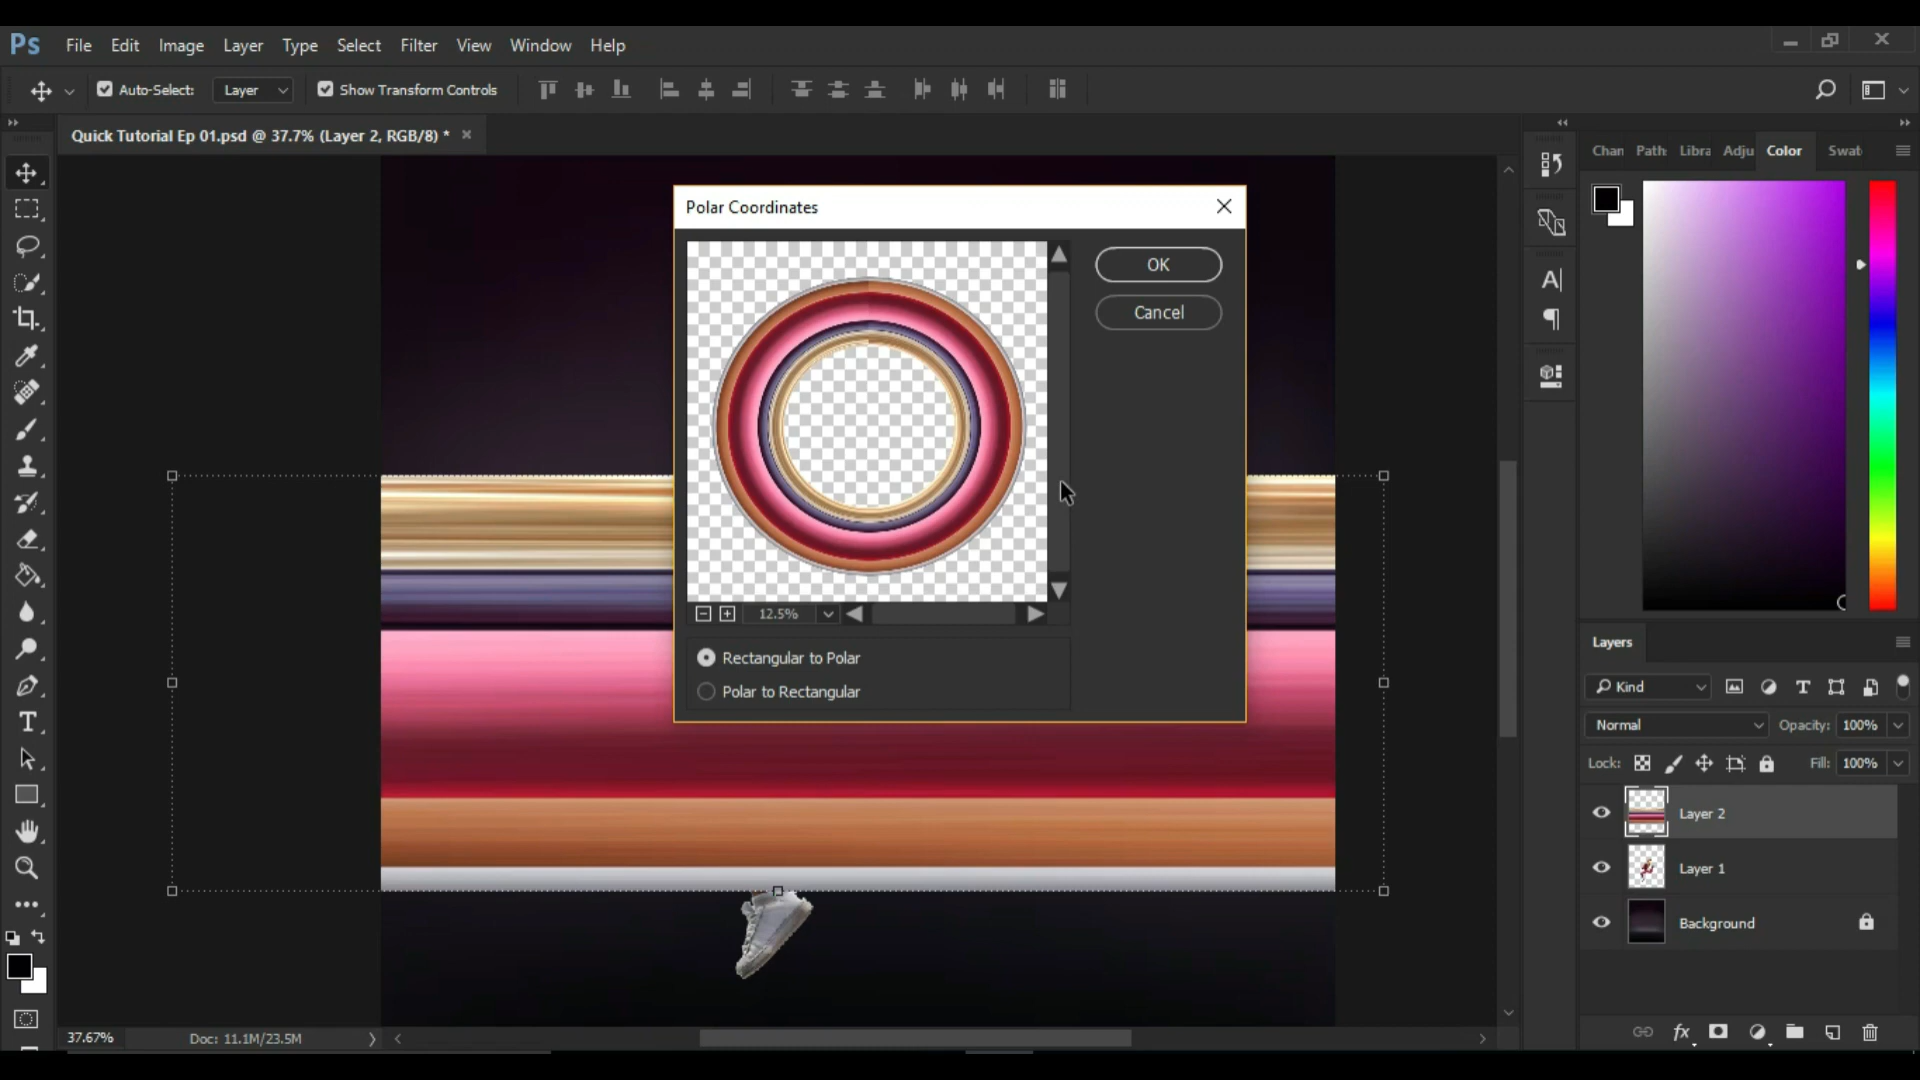 Ps File Edit Image Layer Type Select Filter View Window Help
Auto-Select: Layer Show Transform Controls
Quick Tutorial Ep 01.psd @ 37.7% (Layer 2, RGB/8) *
Chan Path Libra Adju Color Swat
Polar Coordinates
OK
Cancel
12.5%
Rectangular to Polar
Polar to Rectangular
Layers
Kind
Normal Opacity: 100%
Lock: Fill: 100%
Layer 2
Layer 1
Background
37.67% Doc: 11.1M/23.5M